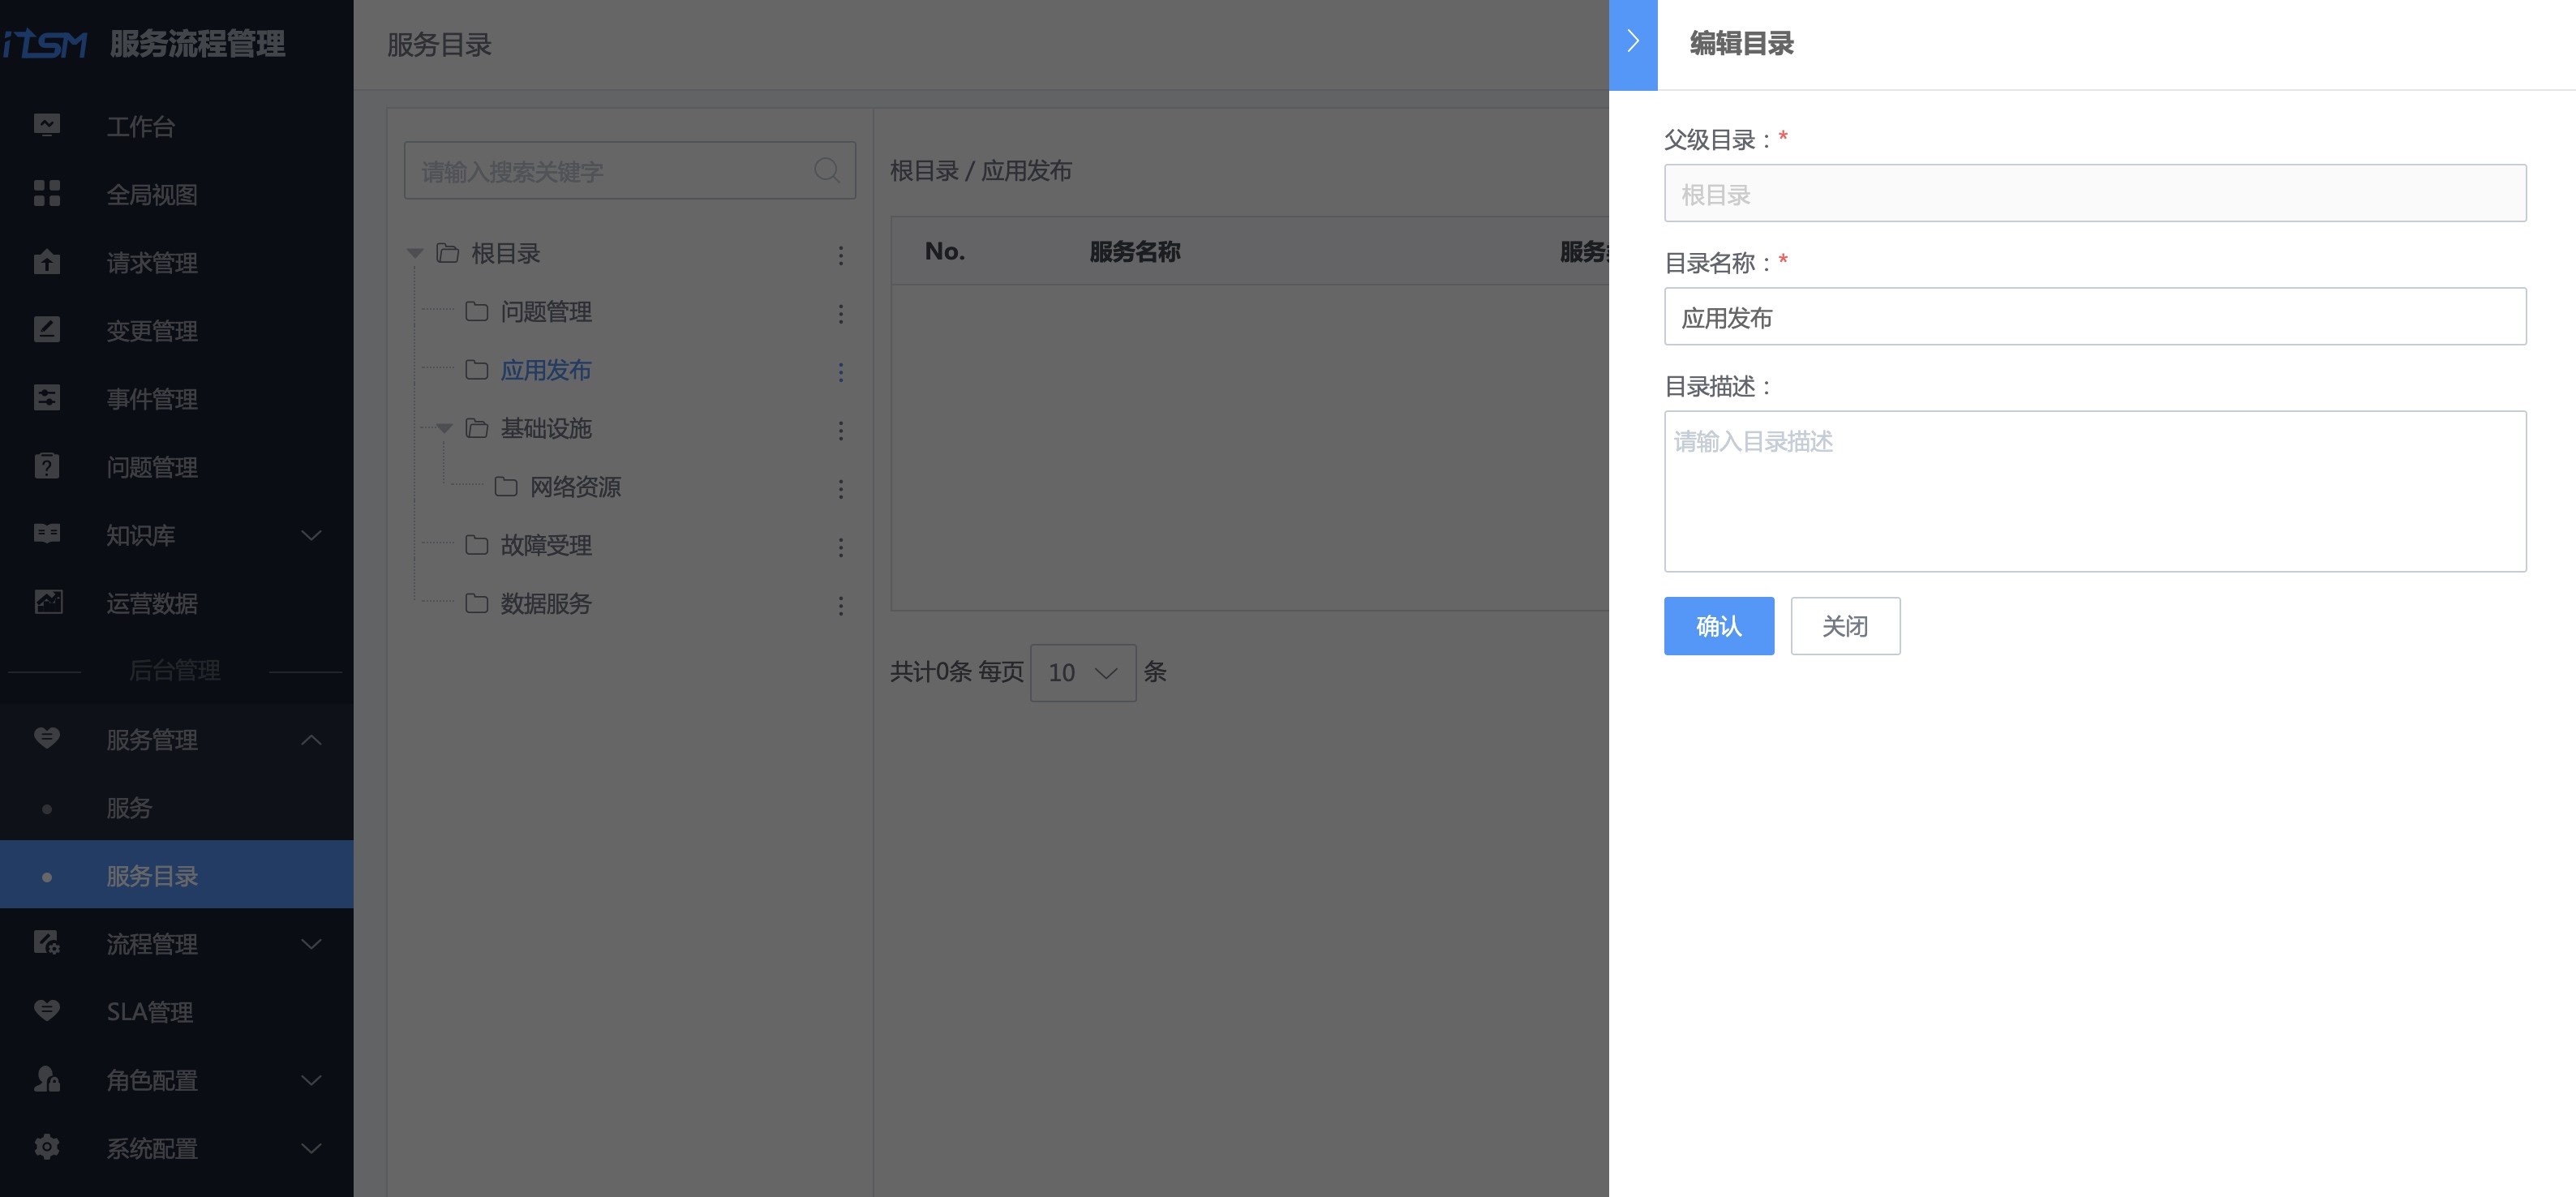 iTSM 服务流程管理
工作台
全局视图
请求管理
变更管理
事件管理
问题管理
知识库
运营数据
后台管理
服务管理
服务
服务目录
流程管理
SLA管理
角色配置
系统配置
服务目录
请输入搜索关键字
根目录
问题管理
应用发布
基础设施
网络资源
故障受理
数据服务
根目录 / 应用发布
No. 服务名称 服务
共计0条 每页 10 条
编辑目录
父级目录：*
根目录
目录名称：*
应用发布
目录描述：
请输入目录描述
确认 关闭